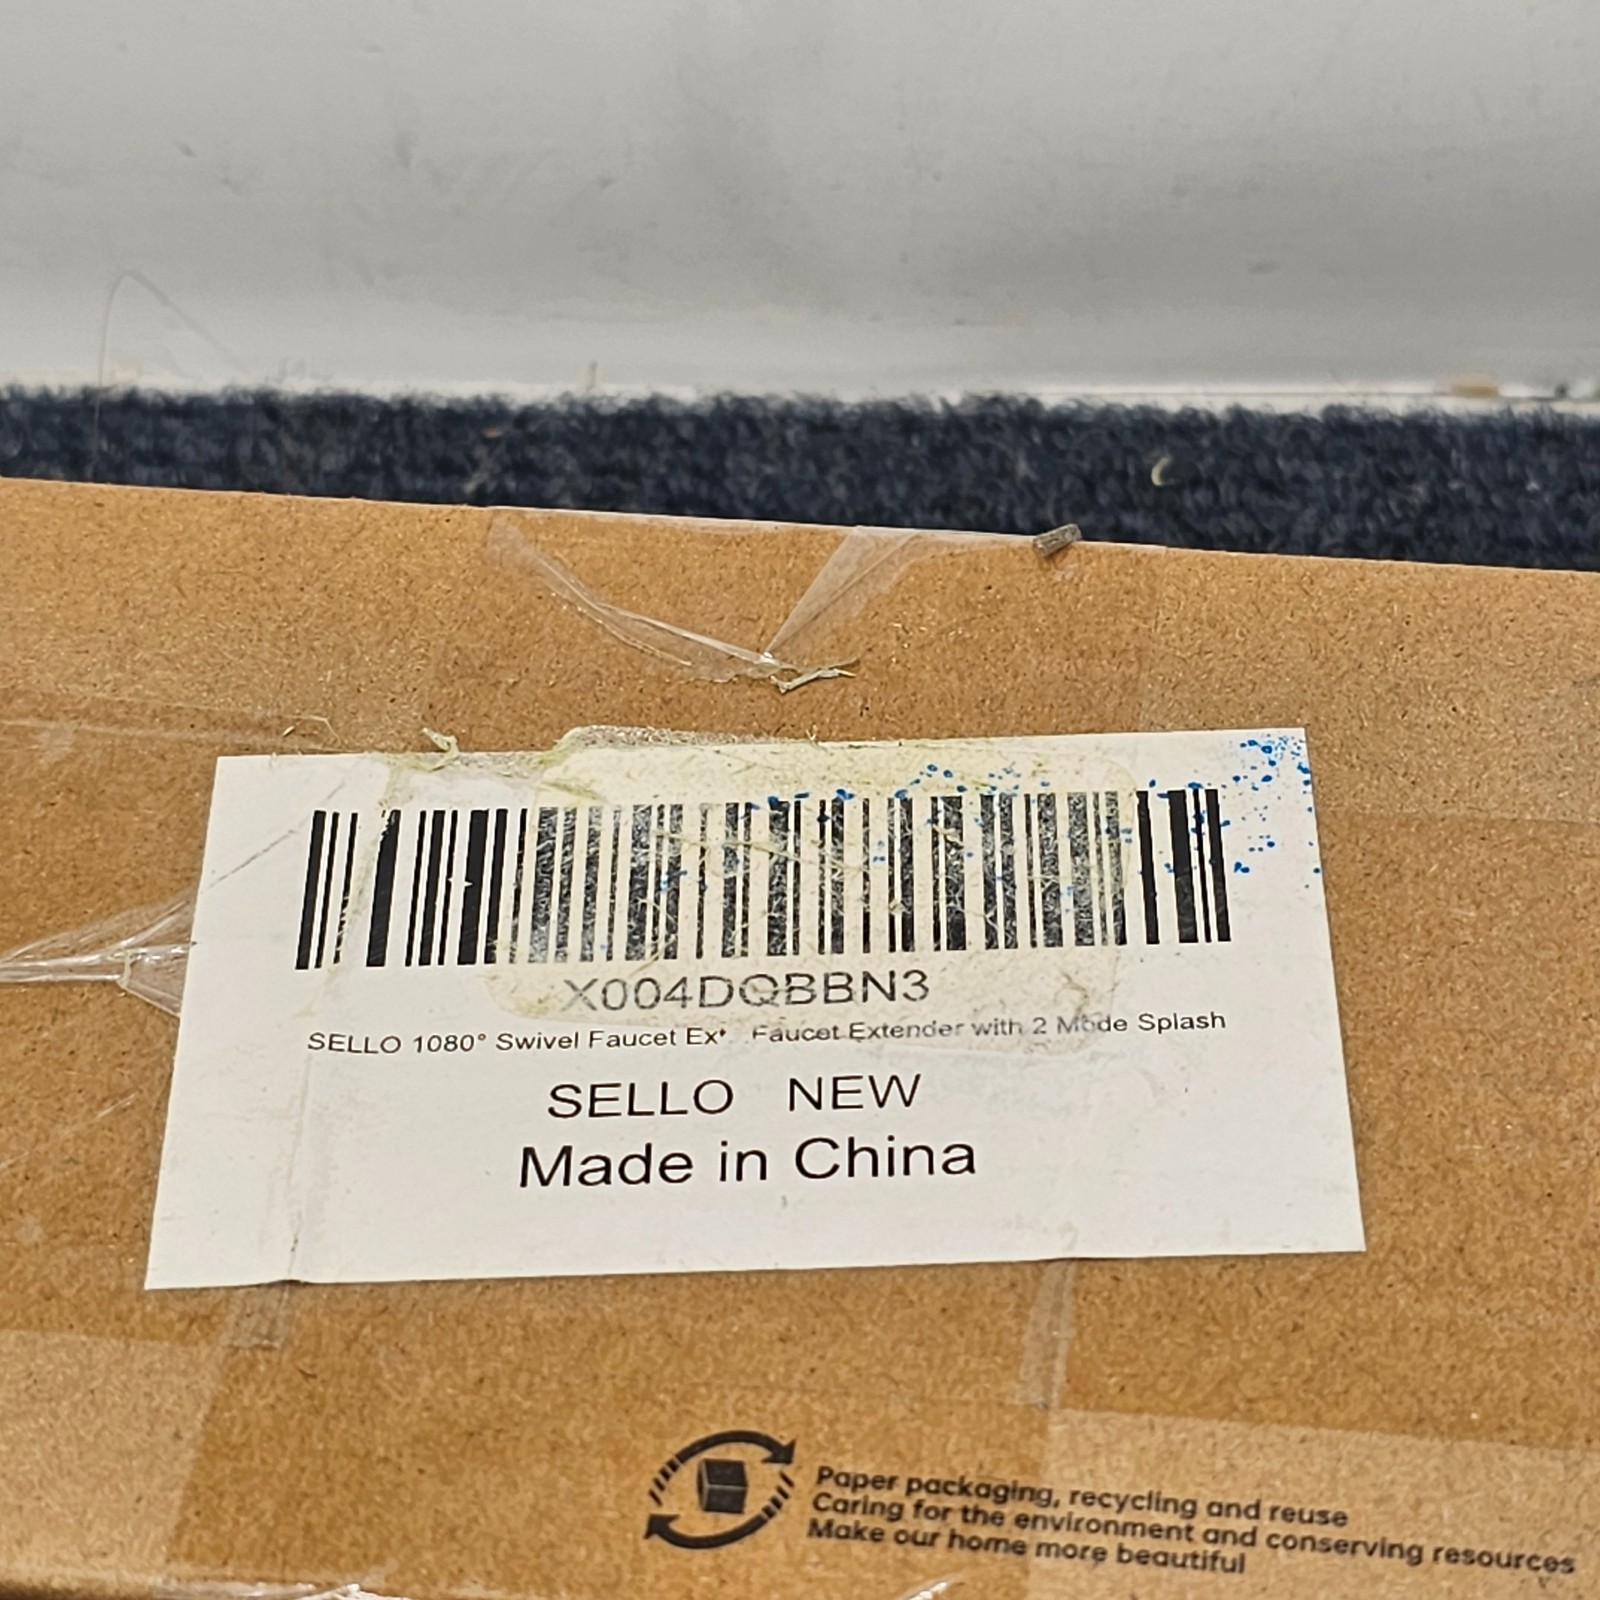 X004DQBBN3
SELLO 1080° Swivel Faucet Faucet Extender with 2 Mode Splash
SELLO NEW
Made in China
Paper packaging, recycling and reuse
Caring for the environment and conserving resources
Make our home more beautiful